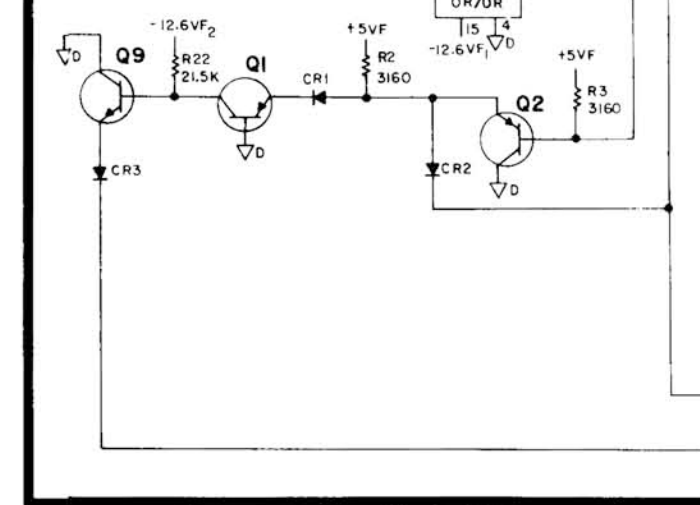 OR/OR
15
4
-12.6VF1
D
-12.6VF2
+5VF
+5VF
D
Q9
R22
21.5K
Q1
CR1
R2
3160
Q2
R3
3160
D
CR3
CR2
D